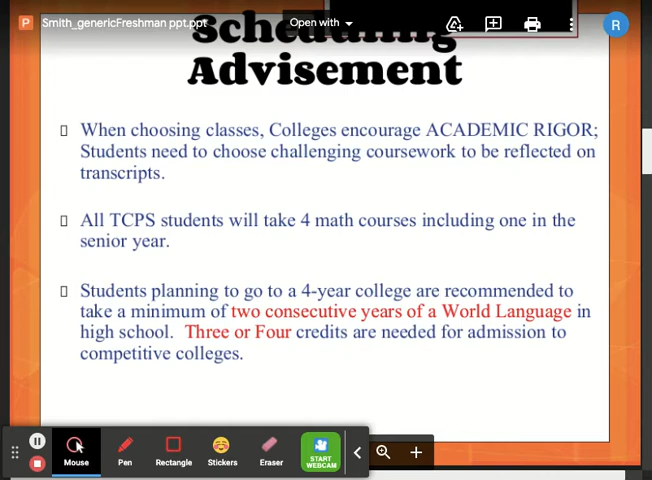 Smith_genericFreshman ppt.ppt
Open with
R
Scheduling
Advisement
When choosing classes, Colleges encourage ACADEMIC RIGOR;
Students need to choose challenging coursework to be reflected on
transcripts.
All TCPS students will take 4 math courses including one in the
senior year.
Students planning to go to a 4-year college are recommended to
take a minimum of two consecutive years of a World Language in
high school. Three or Four credits are needed for admission to
competitive colleges.
Mouse
Pen
Rectangle
Stickers
Eraser
START
WEBCAM